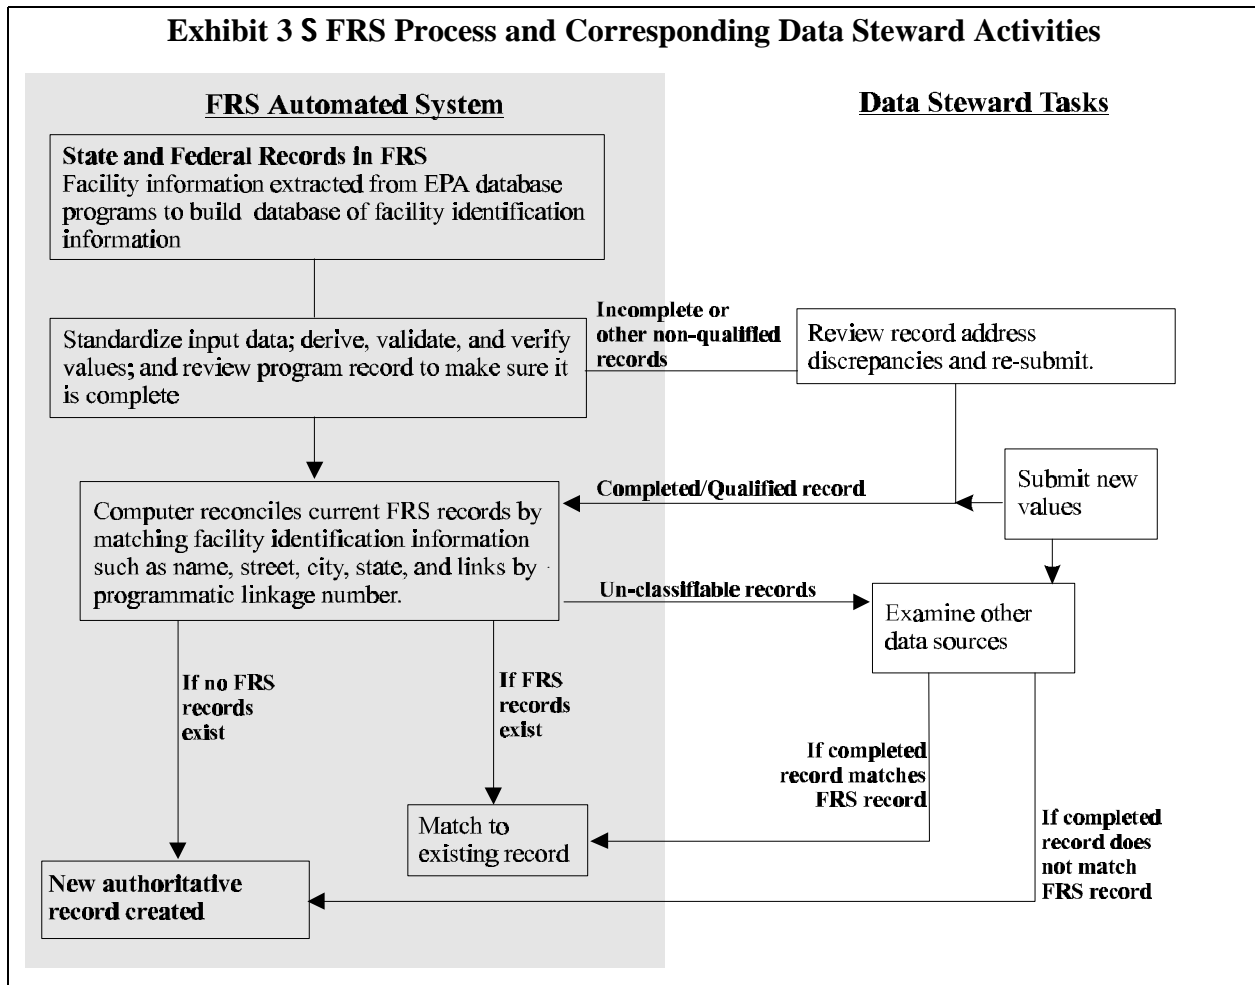 Exhibit 3 S FRS Process and Corresponding Data Steward Activities
FRS Automated System
Data Steward Tasks
State and Federal Records in FRS
Facility information extracted from EPA database
programs to build database of facility identification
information
Incomplete or
other non-qualified
records
Standardize input data; derive, validate, and verify
values; and review program record to make sure it
is complete
Review record address
discrepancies and re-submit.
Completed/Qualified record
Submit new
values
Computer reconciles current FRS records by
matching facility identification information
such as name, street, city, state, and links by
programmatic linkage number.
Un-classifiable records
Examine other
data sources
If no FRS
records
exist
If FRS
records
exist
If completed
record matches
FRS record
If completed
record does
not match
FRS record
Match to
existing record
New authoritative
record created